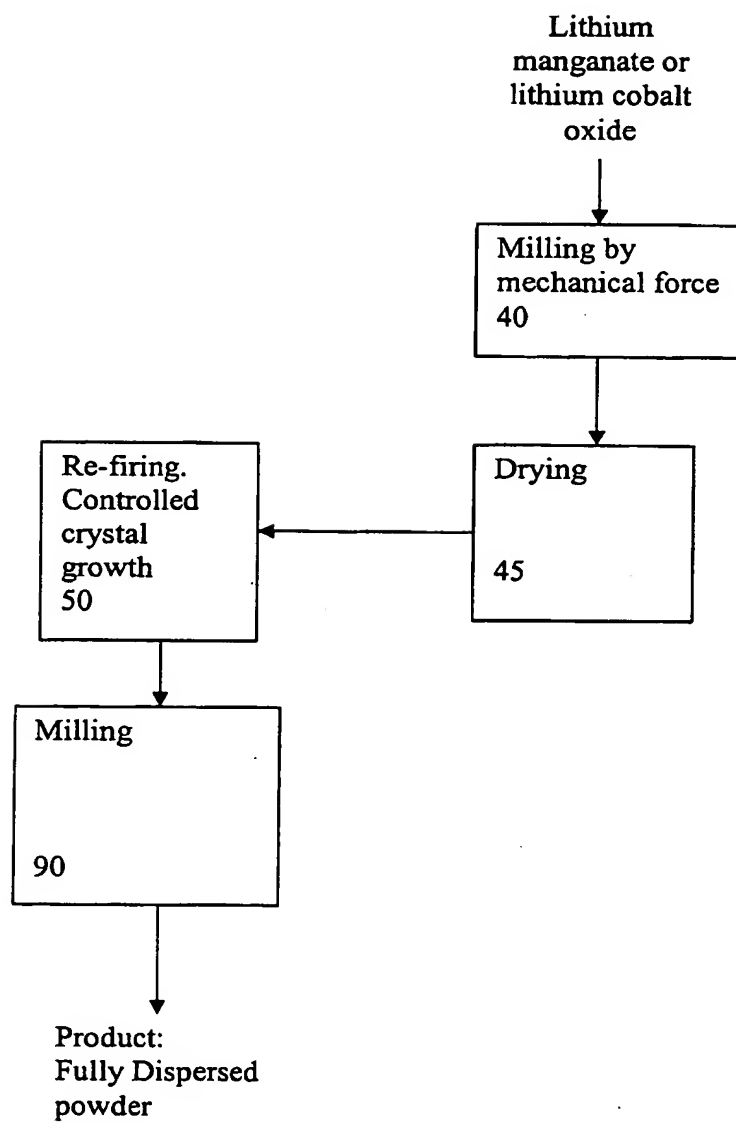 Lithium
manganate or
lithium cobalt
oxide
Milling by
mechanical force
40
Drying
45
Re-firing.
Controlled
crystal
growth
50
Milling
90
Product:
Fully Dispersed
powder